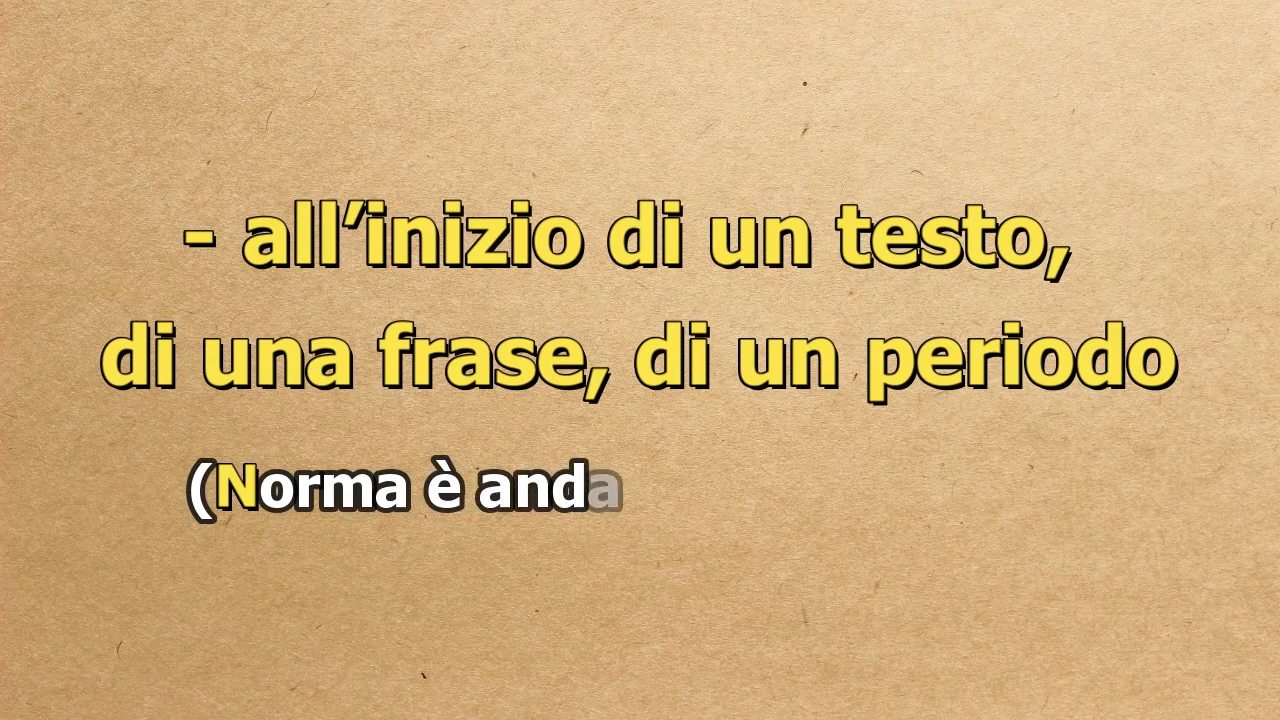 - all’inizio di un testo,
di una frase, di un periodo
(Norma è anda